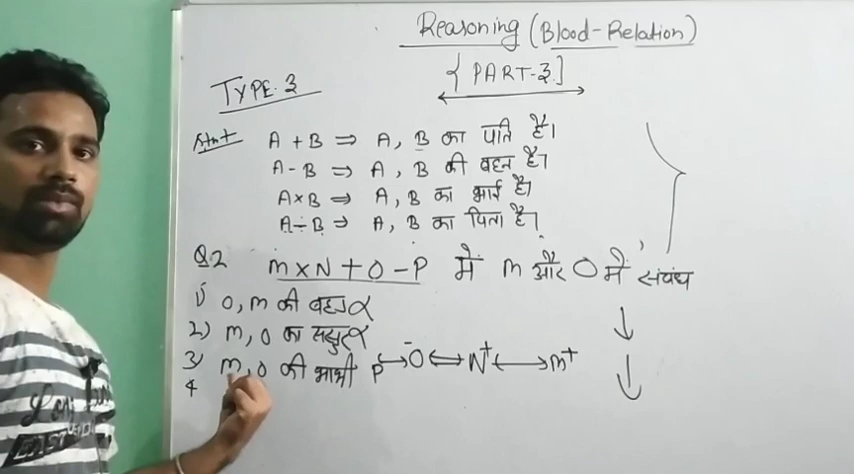 Reasoning (Blood-Relation)
{PART-3]
TYPE-3
A + B ⇒ A, B का पति है।
A - B ⇒ A, B की बहन है।
A×B ⇒ A, B का भाई है।
A÷B ⇒ A, B का पिता है।
Q.2 m×N+O-P में m और O में संबंध
1) O, m की बहन
2) m, O का ससुर
3) m, O की भाभी P↔O⁻⇔N⁺↔m⁺
4